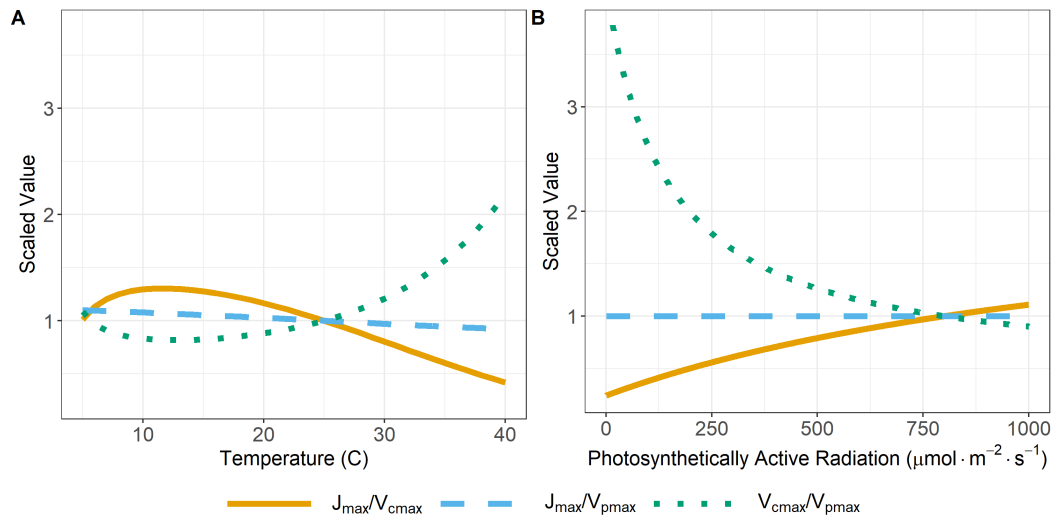 A
Scaled Value
3
2
1
10
20
30
40
Temperature (C)
B
Scaled Value
3
2
1
0
250
500
750
1000
Photosynthetically Active Radiation (μmol·m⁻²·s⁻¹)
Jmax/Vcmax
Jmax/Vpmax
Vcmax/Vpmax